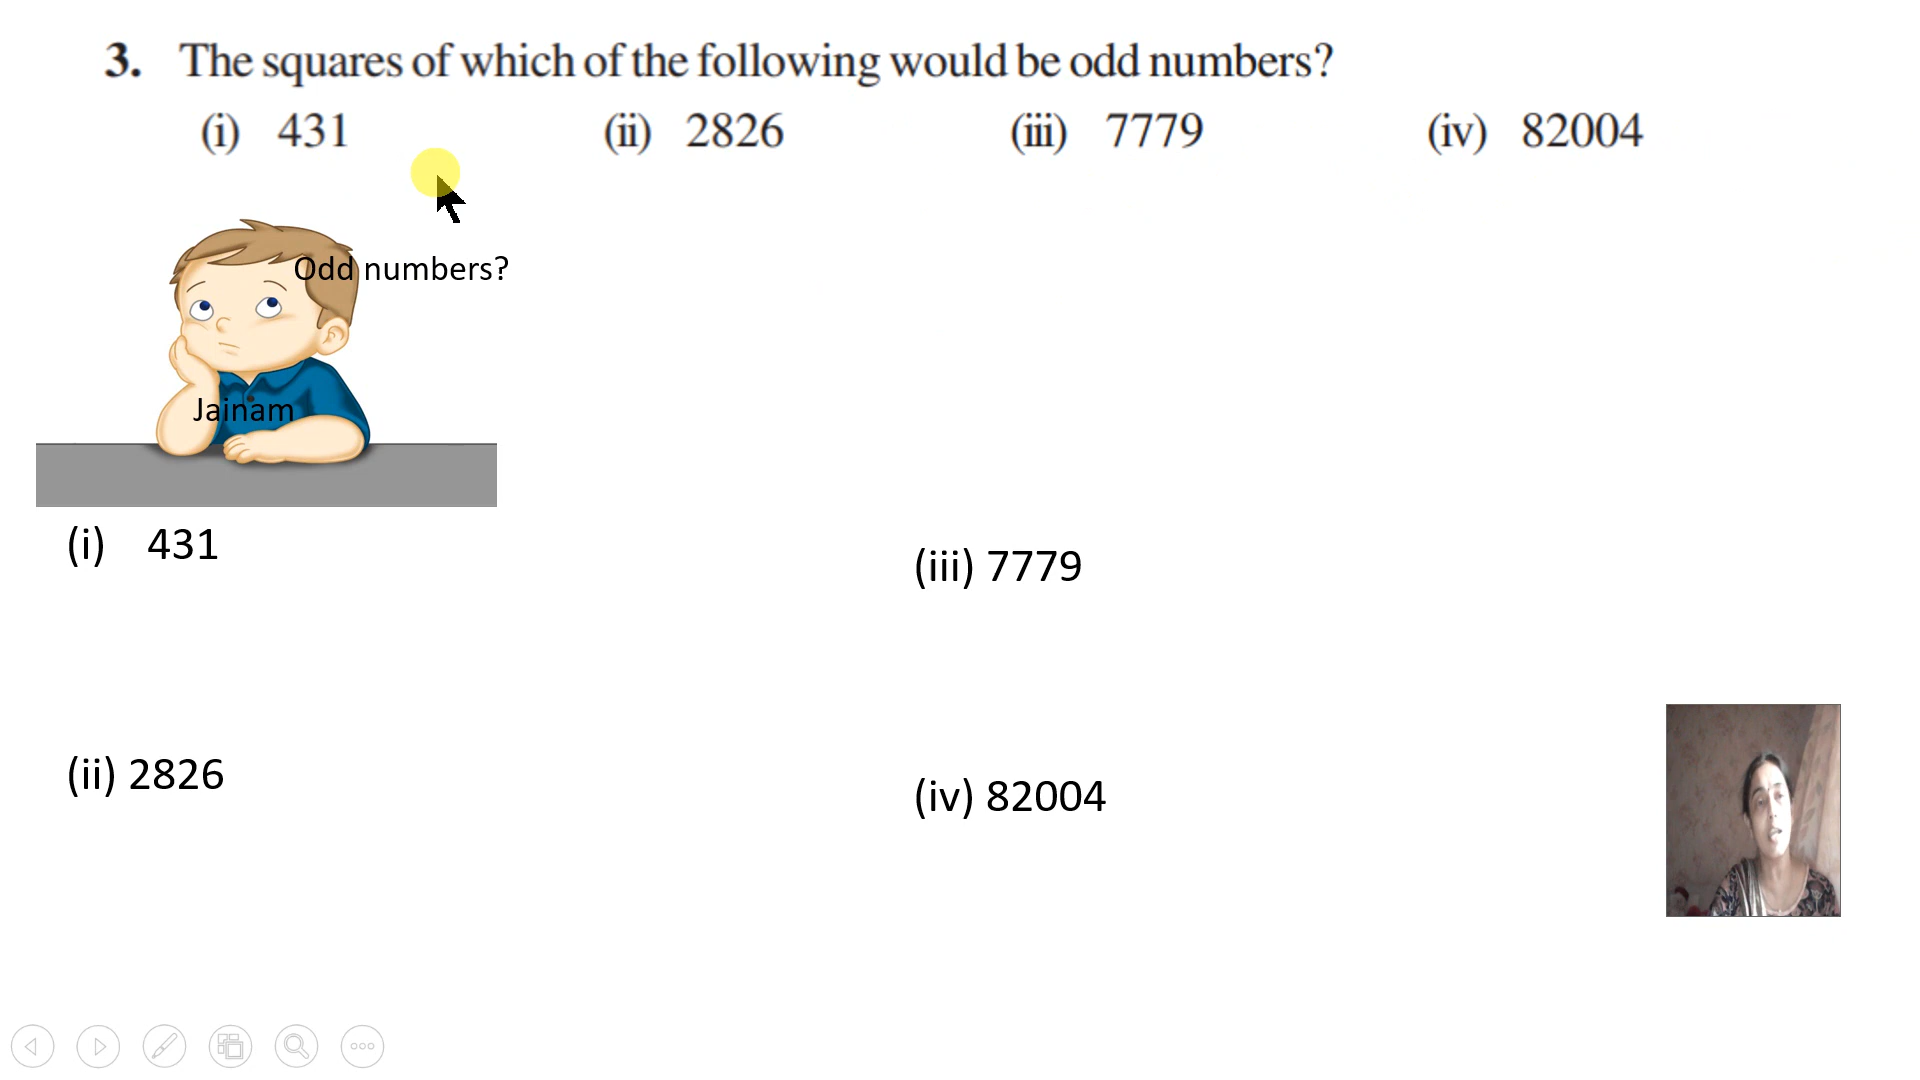 3. The squares of which of the following would be odd numbers?
(i) 431 (ii) 2826 (iii) 7779 (iv) 82004
Odd numbers?
Jainam
(i) 431
(iii) 7779
(ii) 2826
(iv) 82004